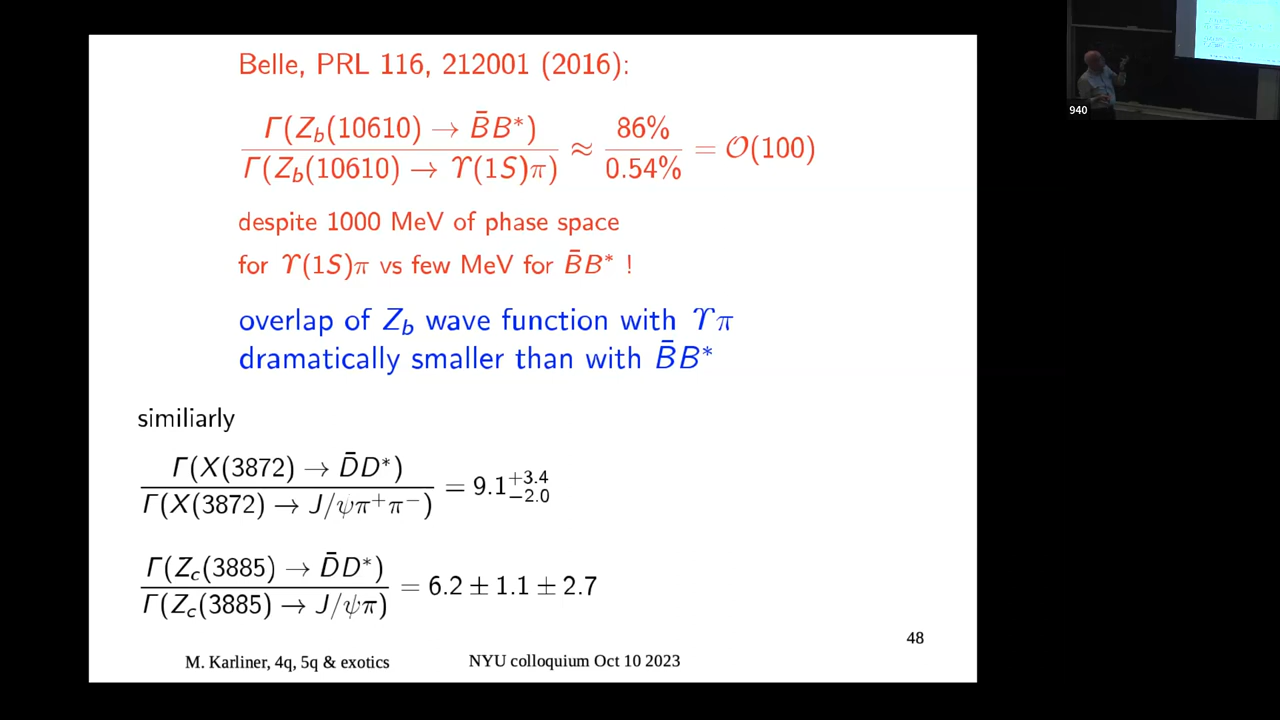 Belle, PRL 116, 212001 (2016):
Γ(Z_b(10610) → B̄B*) / Γ(Z_b(10610) → ϒ(1S)π) ≈ 86% / 0.54% = 𝒪(100)
despite 1000 MeV of phase space
for ϒ(1S)π vs few MeV for B̄B* !
overlap of Z_b wave function with ϒπ
dramatically smaller than with B̄B*
similiarly
Γ(X(3872) → D̄D*) / Γ(X(3872) → J/ψπ⁺π⁻) = 9.1 +3.4 −2.0
Γ(Z_c(3885) → D̄D*) / Γ(Z_c(3885) → J/ψπ) = 6.2 ± 1.1 ± 2.7
48
M. Karliner, 4q, 5q & exotics NYU colloquium Oct 10 2023
940